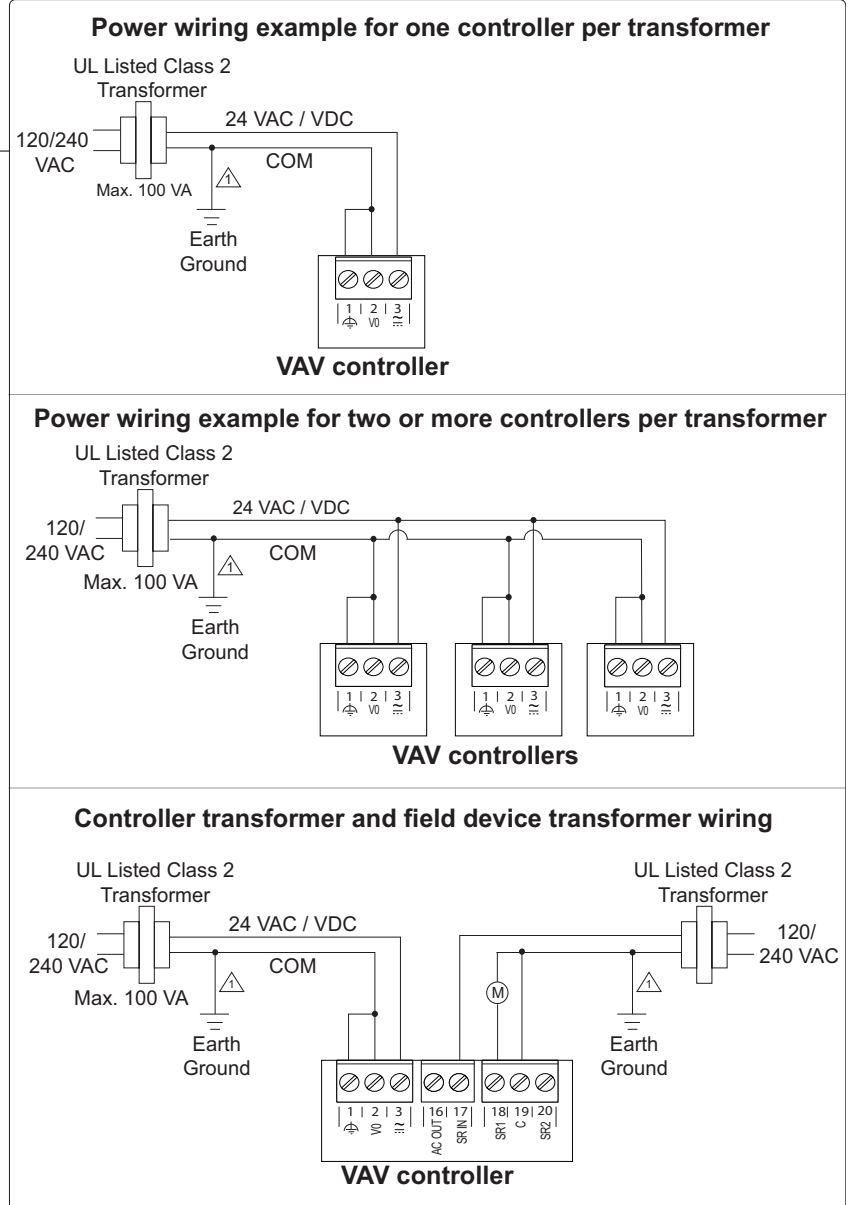 Power wiring example for one controller per transformer
UL Listed Class 2
Transformer
24 VAC / VDC
120/240
VAC
COM
Max. 100 VA
1
Earth
Ground
1 2 3
V0
VAV controller
Power wiring example for two or more controllers per transformer
UL Listed Class 2
Transformer
24 VAC / VDC
120/
240 VAC
COM
Max. 100 VA
1
Earth
Ground
1 2 3
V0
1 2 3
V0
1 2 3
V0
VAV controllers
Controller transformer and field device transformer wiring
UL Listed Class 2
Transformer
24 VAC / VDC
120/
240 VAC
COM
Max. 100 VA
1
Earth
Ground
UL Listed Class 2
Transformer
120/
240 VAC
M
1
Earth
Ground
1 2 3 16 17 18 19 20
V0 AC OUT SR IN SR1 C SR2
VAV controller